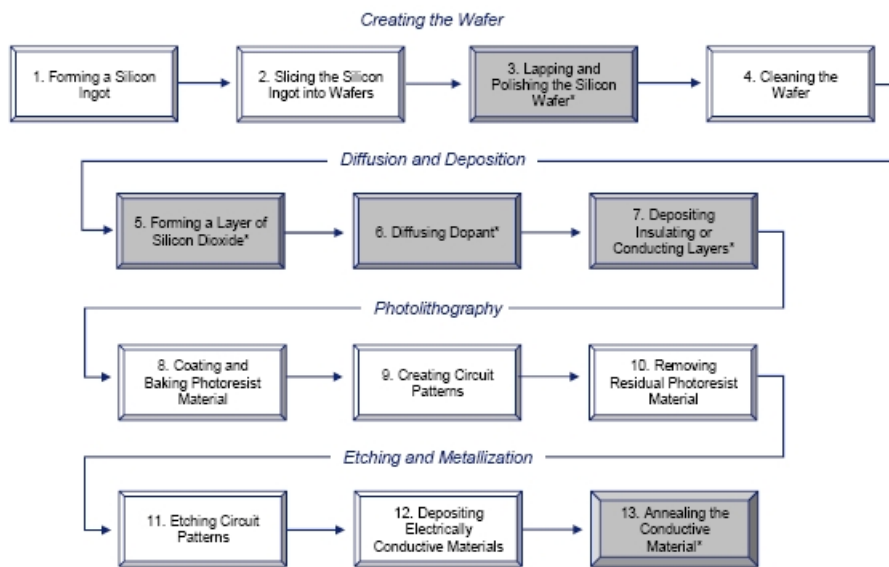 Creating the Wafer
1. Forming a Silicon
Ingot
2. Slicing the Silicon
Ingot into Wafers
3. Lapping and
Polishing the Silicon
Wafer*
4. Cleaning the
Wafer
Diffusion and Deposition
5. Forming a Layer of
Silicon Dioxide*
6. Diffusing Dopant*
7. Depositing
Insulating or
Conducting Layers*
Photolithography
8. Coating and
Baking Photoresist
Material
9. Creating Circuit
Patterns
10. Removing
Residual Photoresist
Material
Etching and Metallization
11. Etching Circuit
Patterns
12. Depositing
Electrically
Conductive Materials
13. Annealing the
Conductive
Material*